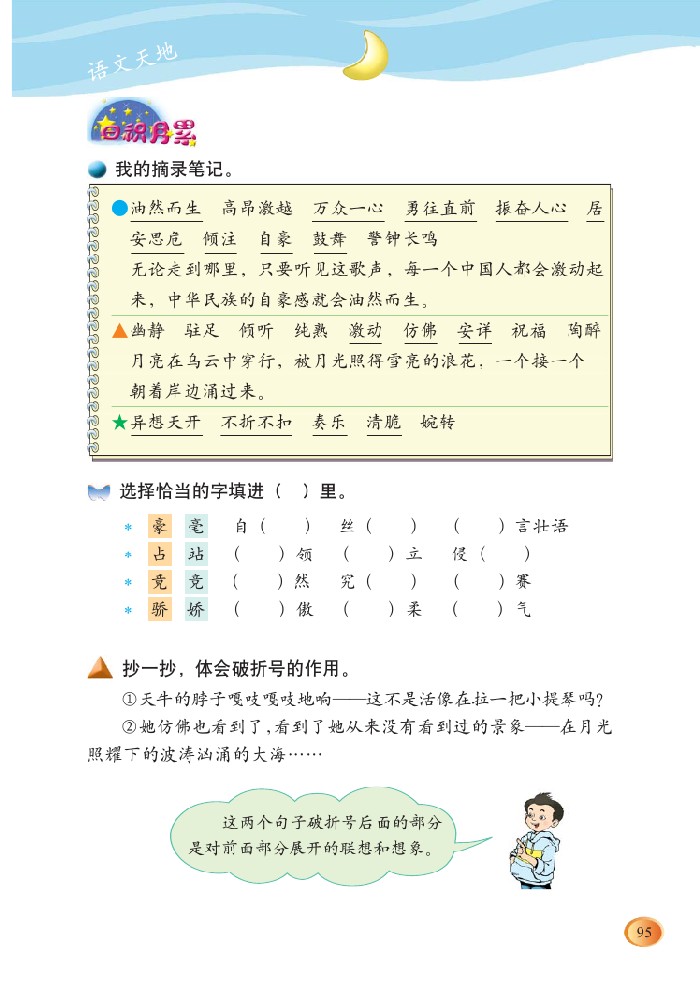 语文天地
日积月累
我的摘录笔记。
油然而生 高昂激越 万众一心 勇往直前 振奋人心 居
安思危 倾注 自豪 鼓舞 警钟长鸣
无论走到哪里，只要听见这歌声，每一个中国人都会激动起
来，中华民族的自豪感就会油然而生。
幽静 驻足 倾听 纯熟 激动 仿佛 安详 祝福 陶醉
月亮在乌云中穿行，被月光照得雪亮的浪花，一个接一个
朝着岸边涌过来。
异想天开 不折不扣 奏乐 清脆 婉转
选择恰当的字填进（ ）里。
* 豪 毫 自（ ） 丝（ ） （ ）言壮语
* 占 站 （ ）领 （ ）立 侵（ ）
* 竟 竞 （ ）然 究（ ） （ ）赛
* 骄 娇 （ ）傲 （ ）柔 （ ）气
抄一抄，体会破折号的作用。
①天牛的脖子嘎吱嘎吱地响——这不是活像在拉一把小提琴吗？
②她仿佛也看到了，看到了她从来没有看到过的景象——在月光
照耀下的波涛汹涌的大海……
这两个句子破折号后面的部分
是对前面部分展开的联想和想象。
95